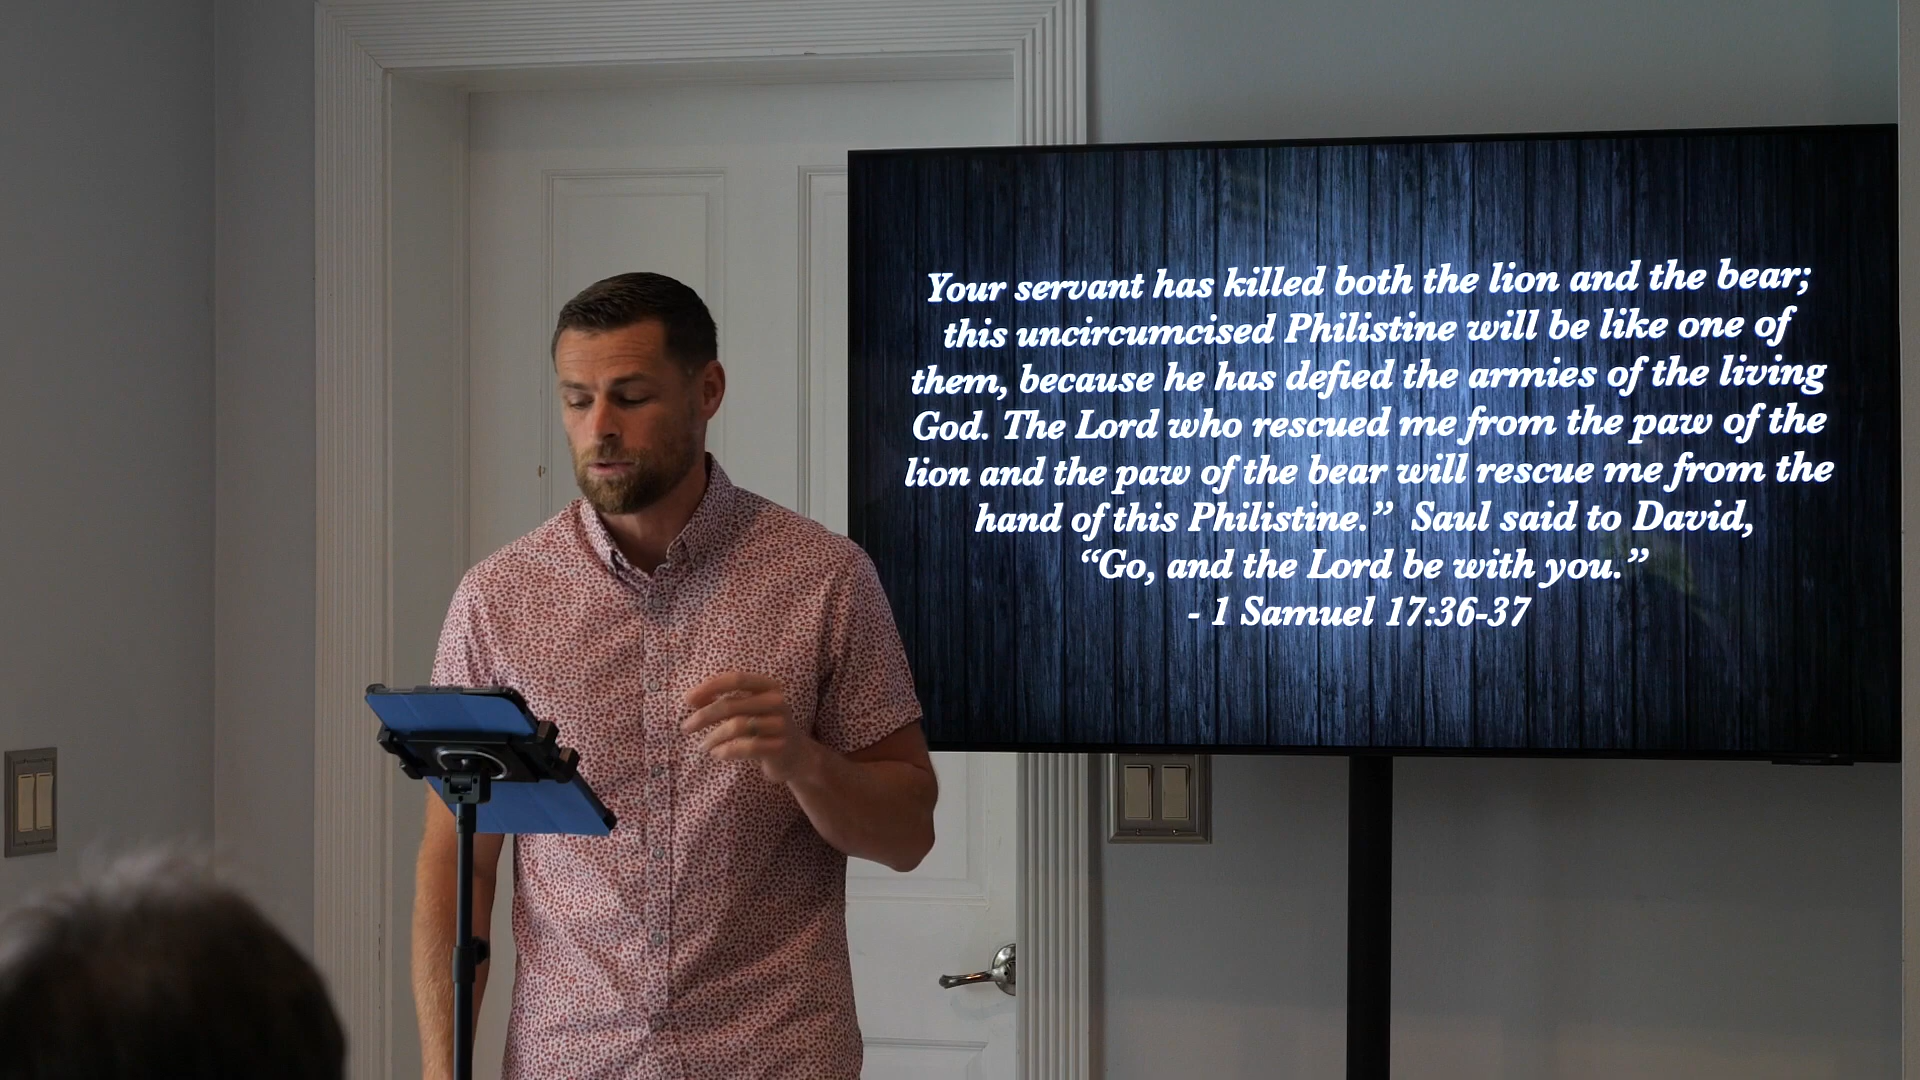 Your servant has killed both the lion and the bear;
this uncircumcised Philistine will be like one of
them, because he has defied the armies of the living
God. The Lord who rescued me from the paw of the
lion and the paw of the bear will rescue me from the
hand of this Philistine.” Saul said to David,
“Go, and the Lord be with you.”
- 1 Samuel 17:36-37